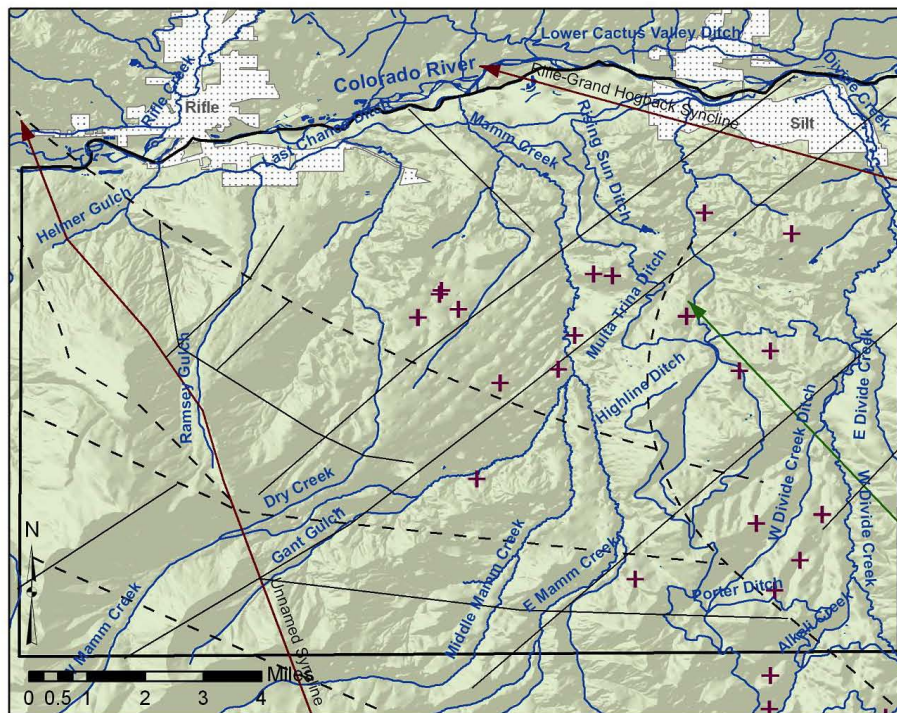 Lower Cactus Valley Ditch
Colorado River
Rifle-Grand Hogback Syncline
Divide Creek
Rifle Creek
Rifle
Last Chance Ditch
Mamm Creek
Rising Sun Ditch
Silt
Helmer Gulch
Multa Trina Ditch
Ramsey Gulch
Highline Ditch
E Divide Creek
W Divide Creek Ditch
W Divide Creek
Dry Creek
Gant Gulch
Middle Mamm Creek
E Mamm Creek
Porter Ditch
Alkali Creek
N
Mamm Creek
Unnamed Syncline
Miles
0 0.5 1 2 3 4